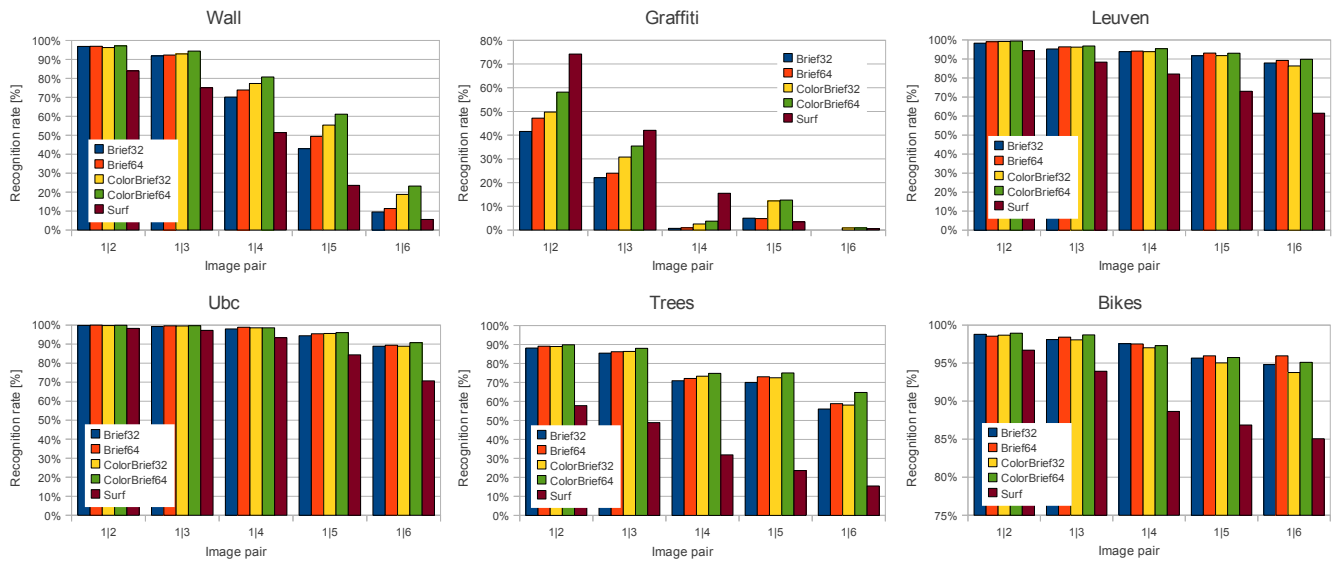 Wall
Recognition rate [%]
100%
90%
80%
70%
60%
50%
40%
30%
20%
10%
0%
Brief32
Brief64
ColorBrief32
ColorBrief64
Surf
1|2 1|3 1|4 1|5 1|6
Image pair
Graffiti
Recognition rate [%]
80%
70%
60%
50%
40%
30%
20%
10%
0%
Brief32
Brief64
ColorBrief32
ColorBrief64
Surf
1|2 1|3 1|4 1|5 1|6
Image pair
Leuven
Recognition rate [%]
100%
90%
80%
70%
60%
50%
40%
30%
20%
10%
0%
Brief32
Brief64
ColorBrief32
ColorBrief64
Surf
1|2 1|3 1|4 1|5 1|6
Image pair
Ubc
Recognition rate [%]
100%
90%
80%
70%
60%
50%
40%
30%
20%
10%
0%
Brief32
Brief64
ColorBrief32
ColorBrief64
Surf
1|2 1|3 1|4 1|5 1|6
Image pair
Trees
Recognition rate [%]
100%
90%
80%
70%
60%
50%
40%
30%
20%
10%
0%
Brief32
Brief64
ColorBrief32
ColorBrief64
Surf
1|2 1|3 1|4 1|5 1|6
Image pair
Bikes
Recognition rate [%]
100%
95%
90%
85%
80%
75%
Brief32
Brief64
ColorBrief32
ColorBrief64
Surf
1|2 1|3 1|4 1|5 1|6
Image pair